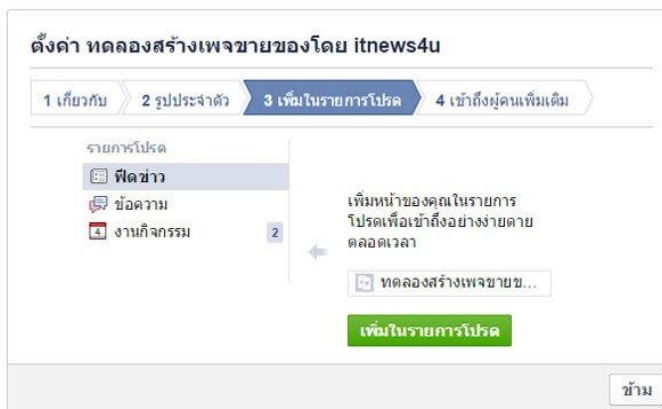 ตั้งค่า ทดลองสร้างเพจขายของโดย itnews4u
1 เกี่ยวกับ 2 รูปประจำตัว 3 เพิ่มในรายการโปรด 4 เข้าถึงผู้คนเพิ่มเติม
รายการโปรด
ฟีดข่าว
ข้อความ
4 งานกิจกรรม 2
เพิ่มหน้าของคุณในรายการ
โปรดเพื่อเข้าถึงอย่างง่ายดาย
ตลอดเวลา
ทดลองสร้างเพจขายข...
เพิ่มในรายการโปรด
ข้าม